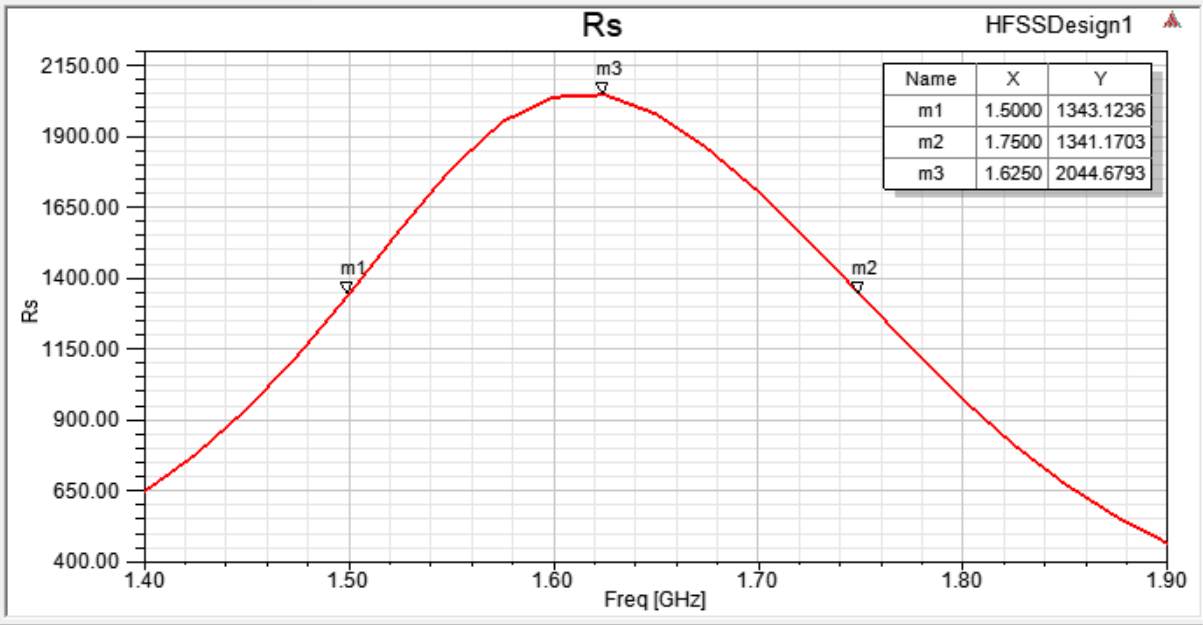 Rs
HFSSDesign1
Name X Y
m1 1.5000 1343.1236
m2 1.7500 1341.1703
m3 1.6250 2044.6793
m3
m1
m2
2150.00
1900.00
1650.00
1400.00
1150.00
900.00
650.00
400.00
Rs
1.40 1.50 1.60 1.70 1.80 1.90
Freq [GHz]